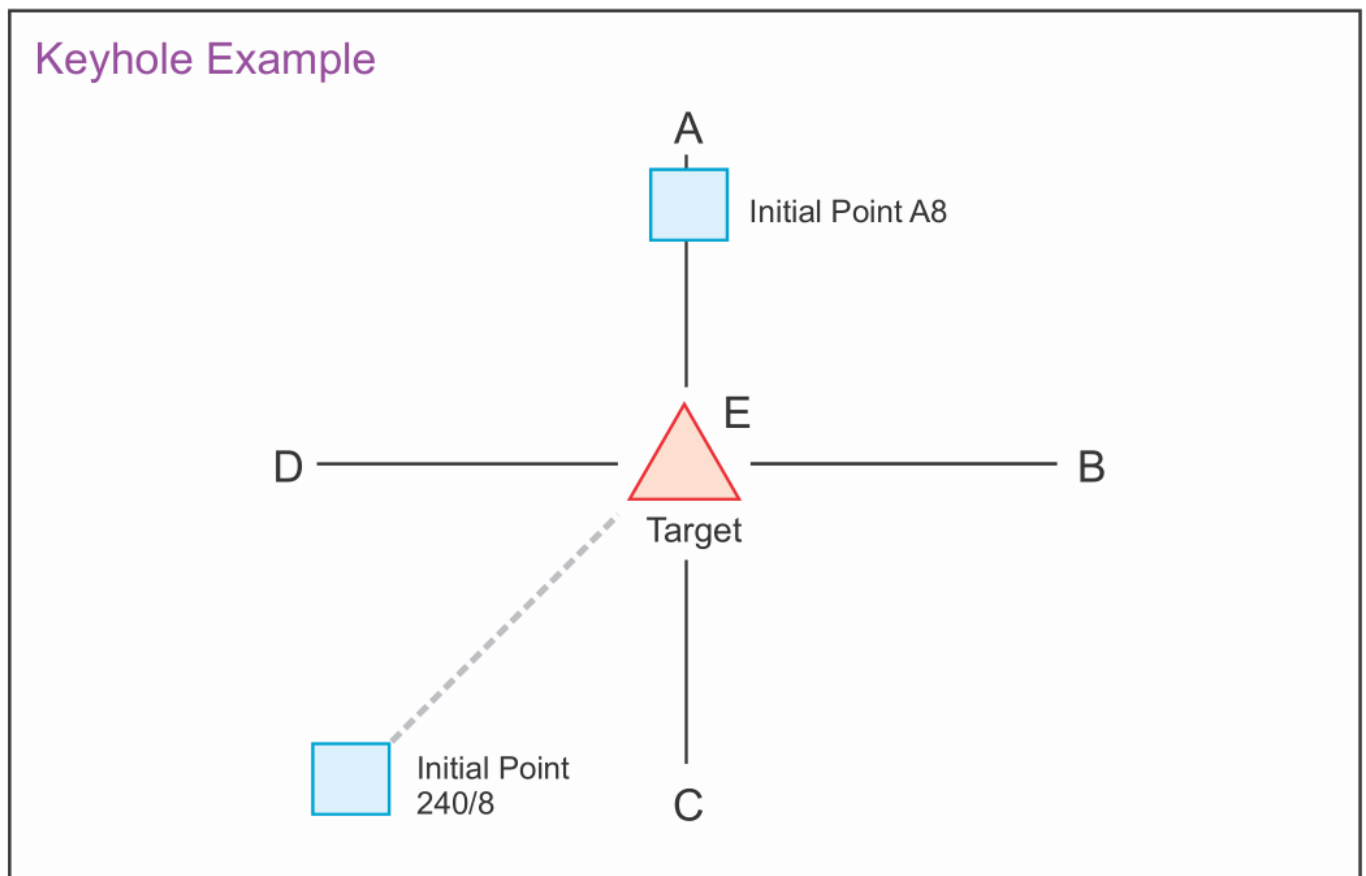 Keyhole Example
A
Initial Point A8
E
D
B
Target
Initial Point
240/8
C